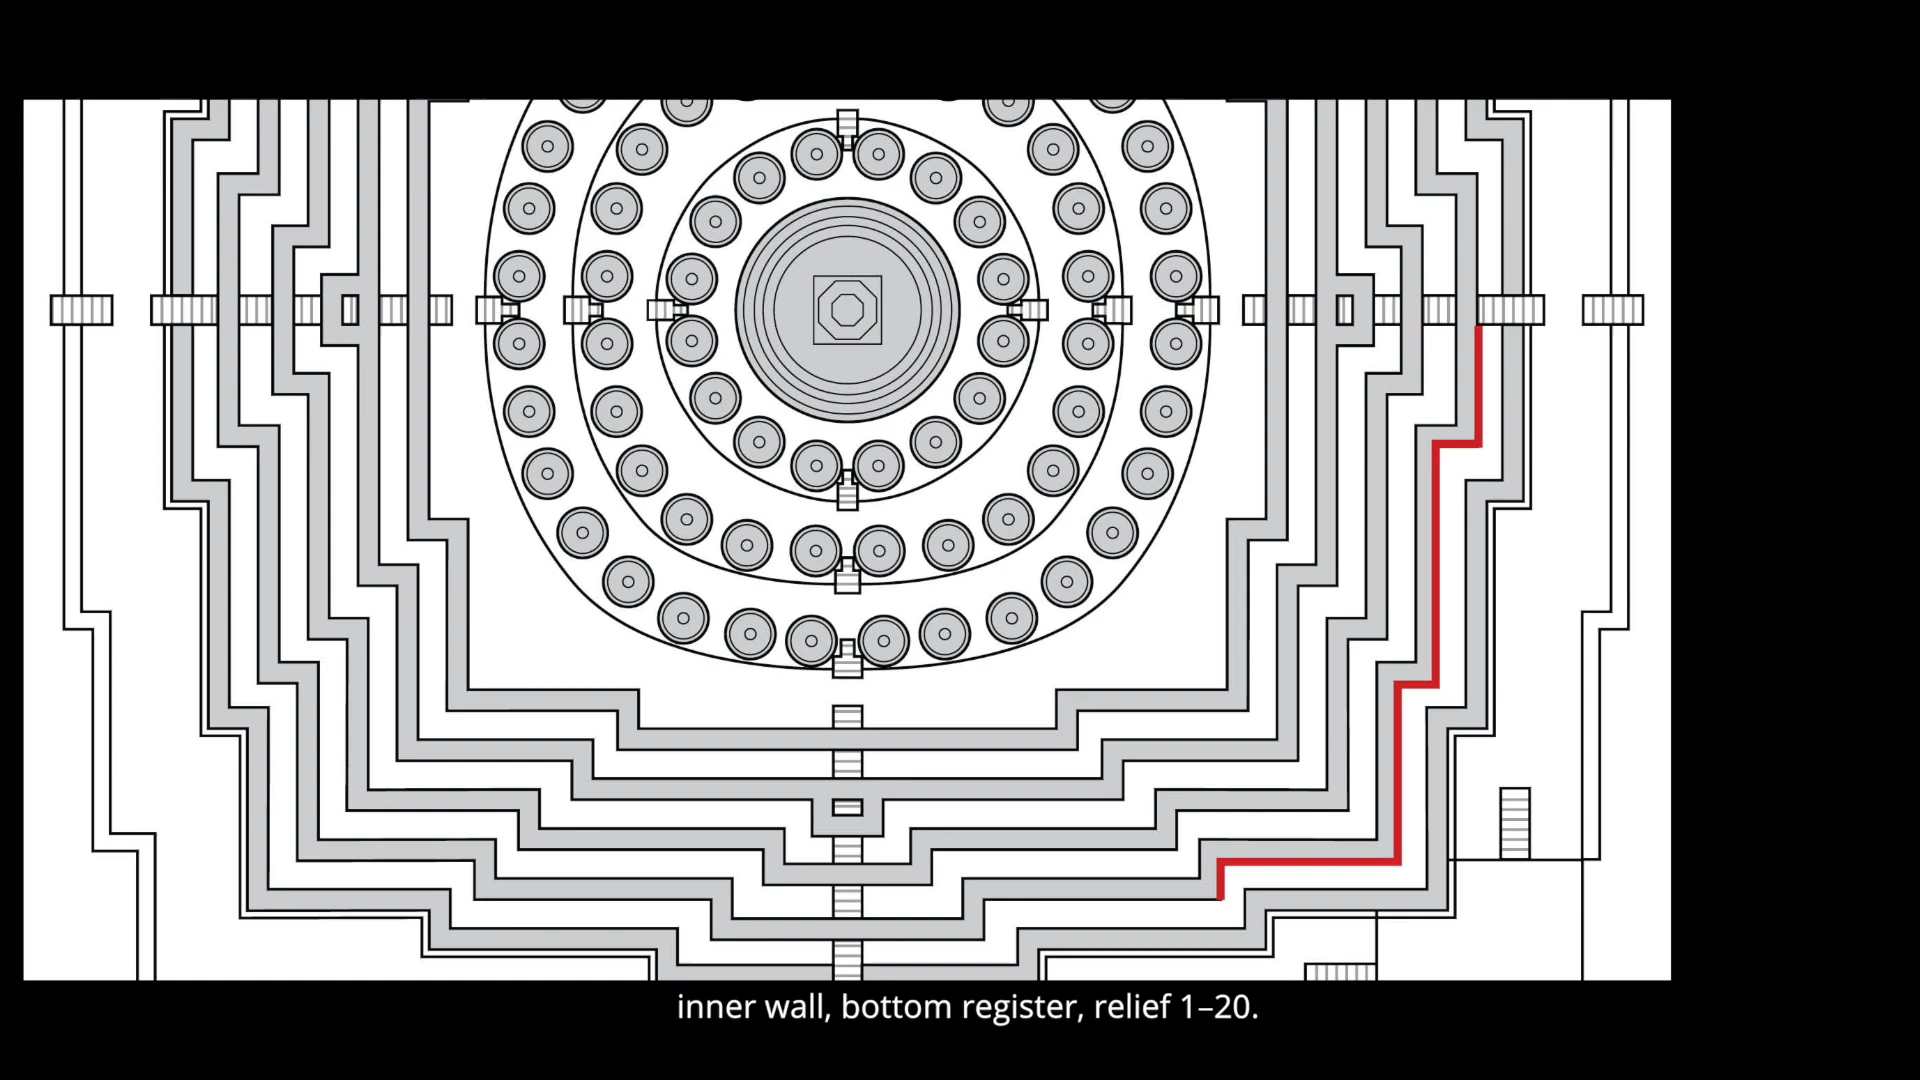 inner wall, bottom register, relief 1–20.